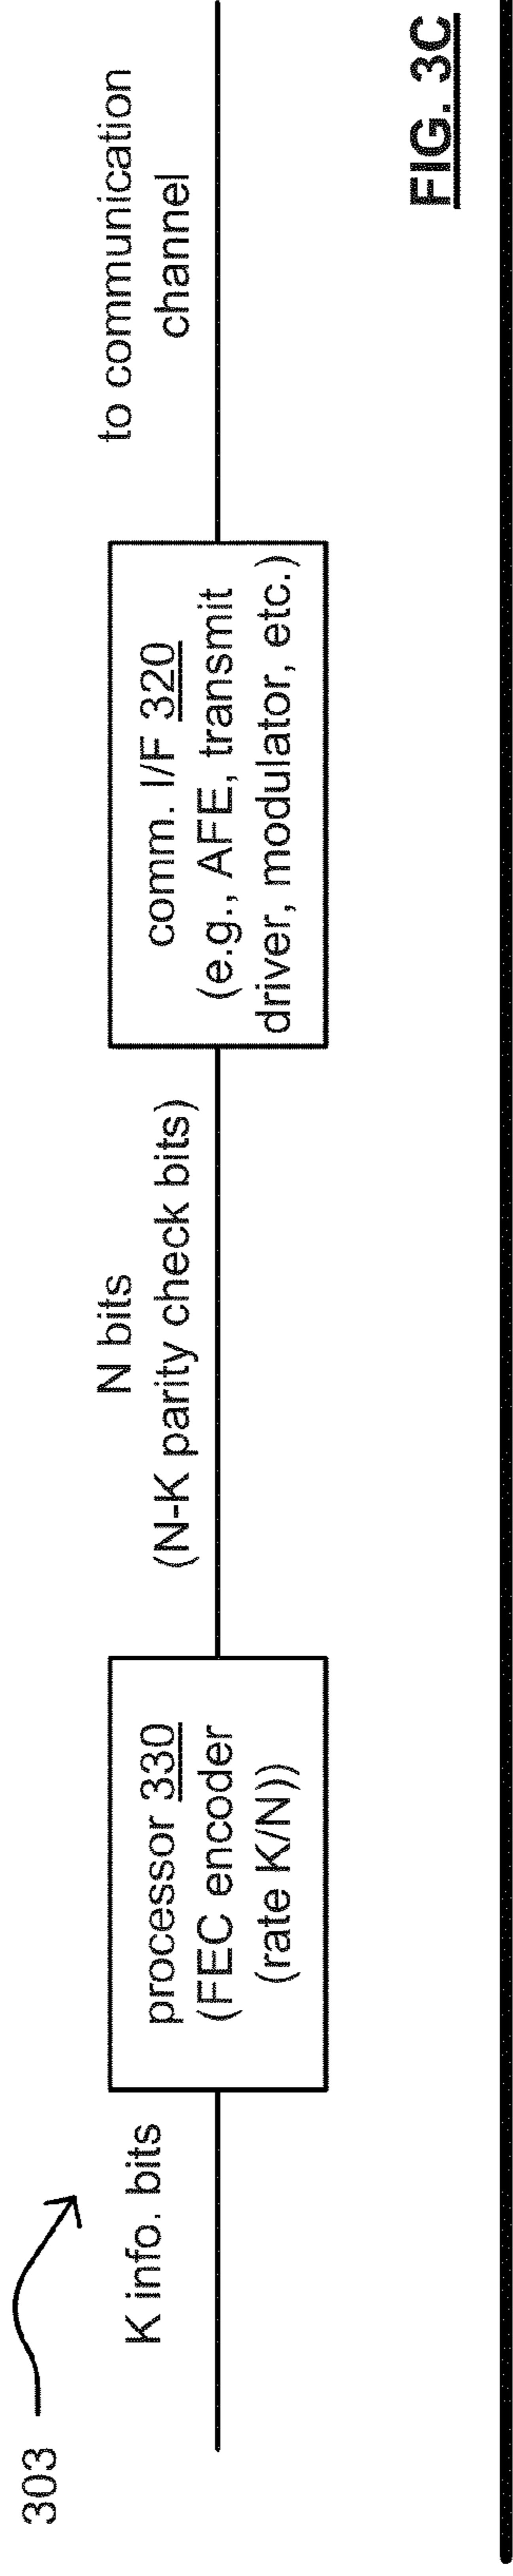 303
K info. bits
processor 330
(FEC encoder
(rate K/N))
N bits
(N-K parity check bits)
comm. I/F 320
(e.g., AFE, transmit
driver, modulator, etc.)
to communication
channel
FIG. 3C